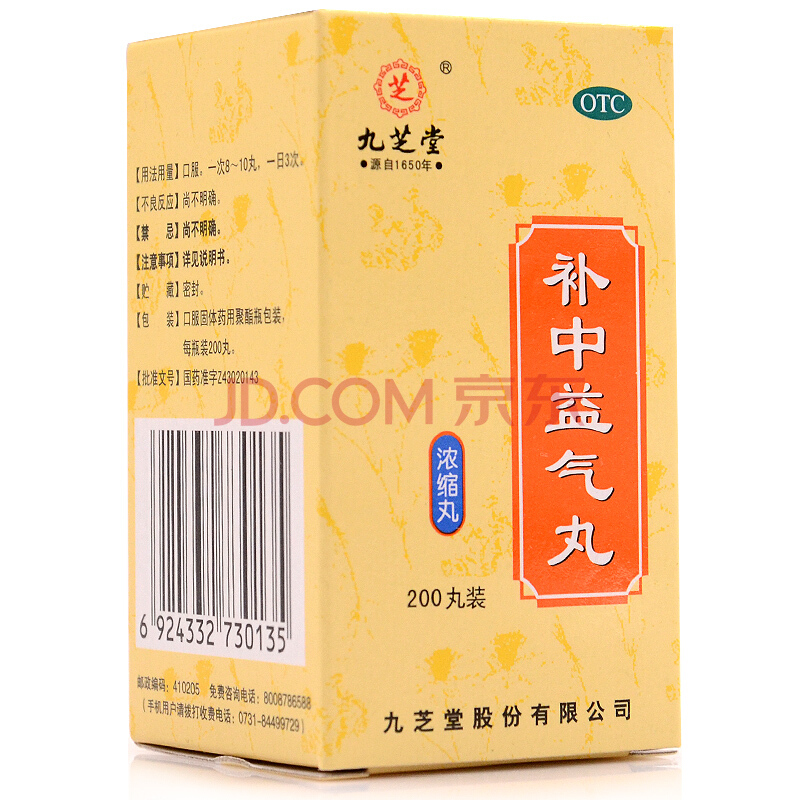 芝
®
九芝堂
•源自1650年•
OTC
补中益气丸
浓缩丸
200丸装
九芝堂股份有限公司
【用法用量】口服。一次8~10丸,一日3次。
【不良反应】尚不明确。
【禁 忌】尚不明确。
【注意事项】详见说明书。
【贮 藏】密封。
【包 装】口服固体药用聚酯瓶包装,
每瓶装200丸。
【批准文号】国药准字Z43020143
6 924332 730135
邮政编码:410205 免费咨询电话:8008786588
(手机用户请拨打收费电话:0731-84499729)
JD.COM 京东